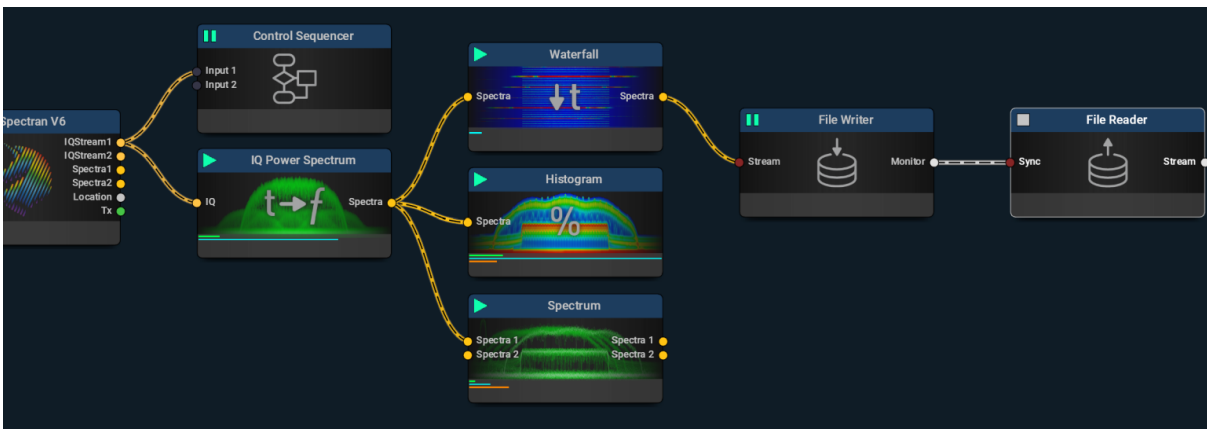 Spectran V6
IQStream1
IQStream2
Spectra1
Spectra2
Location
Tx
Control Sequencer
Input 1
Input 2
IQ Power Spectrum
IQ
t→f
Spectra
Waterfall
Spectra
t
Spectra
Histogram
Spectra
%
Spectrum
Spectra 1
Spectra 2
Spectra 1
Spectra 2
File Writer
Stream
Monitor
File Reader
Sync
Stream